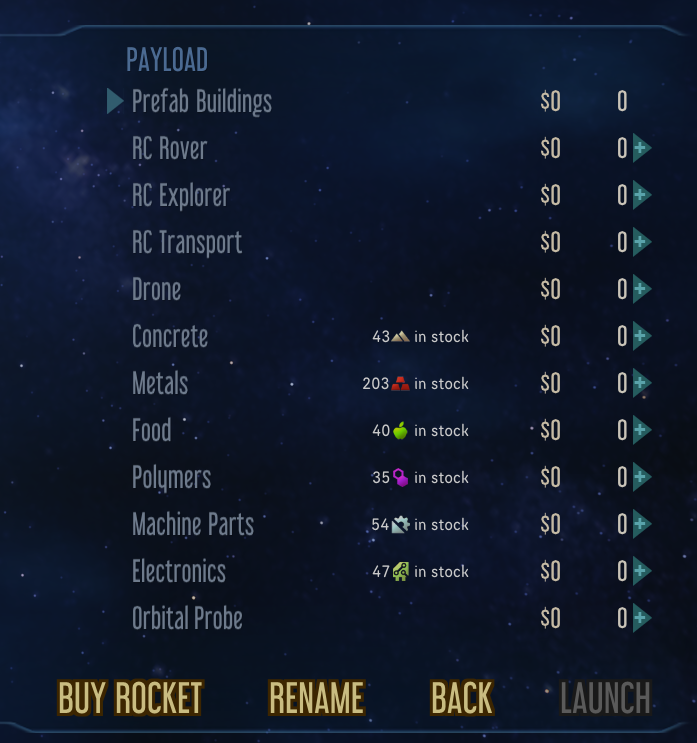 PAYLOAD
Prefab Buildings $0 0
RC Rover $0 0 +
RC Explorer $0 0 +
RC Transport $0 0 +
Drone $0 0 +
Concrete 43 in stock $0 0 +
Metals 203 in stock $0 0 +
Food 40 in stock $0 0 +
Polymers 35 in stock $0 0 +
Machine Parts 54 in stock $0 0 +
Electronics 47 in stock $0 0 +
Orbital Probe $0 0 +
BUY ROCKET RENAME BACK LAUNCH